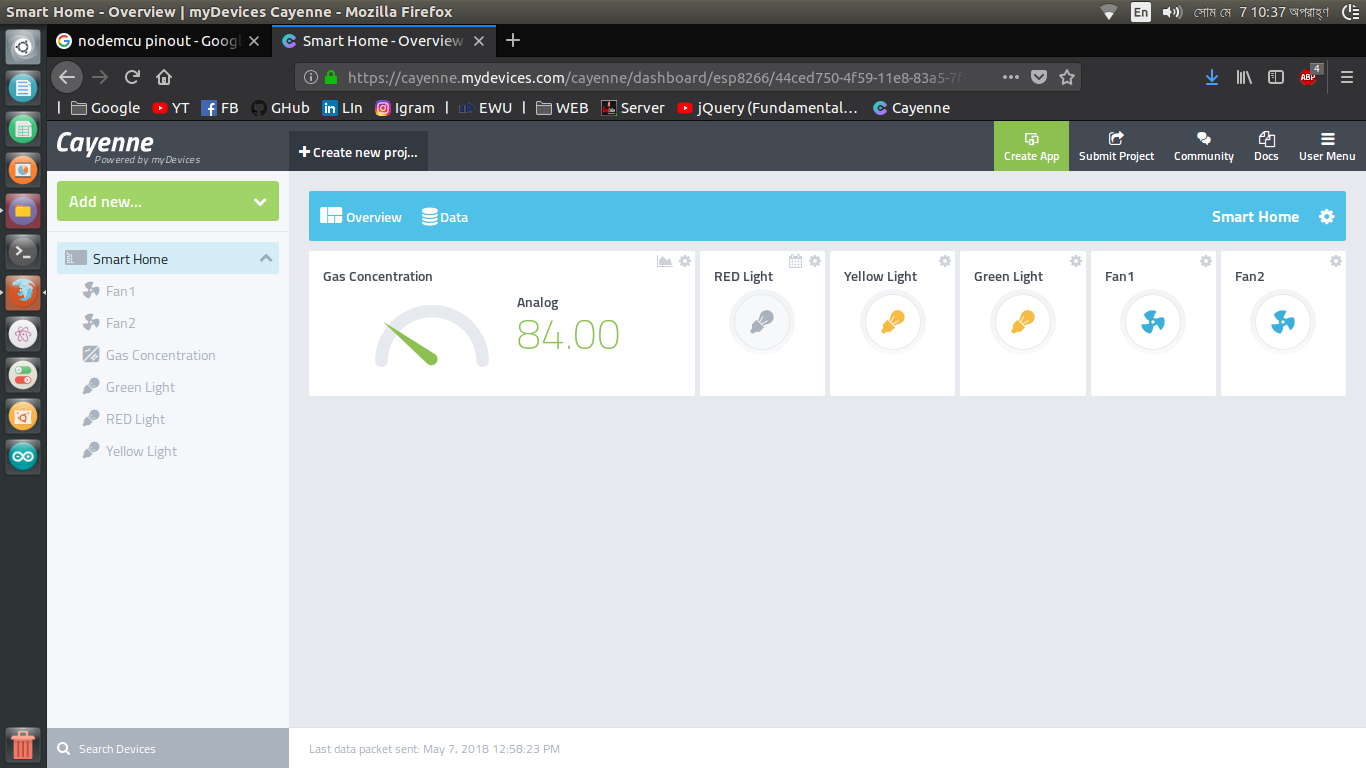 Smart Home - Overview | myDevices Cayenne - Mozilla Firefox
En
সোম মে 7 10:37 অপরাহ্ণ
nodemcu pinout - Googl
Smart Home - Overview
https://cayenne.mydevices.com/cayenne/dashboard/esp8266/44ced750-4f59-11e8-83a5-7f
ABP
4
Google
YT
FB
GHub
LIn
Igram
EWU
WEB
Server
jQuery (Fundamental...
Cayenne
Cayenne
Powered by myDevices
Create new proj...
Create App
Submit Project
Community
Docs
User Menu
Add new...
Overview
Data
Smart Home
Smart Home
Fan1
Fan2
Gas Concentration
Green Light
RED Light
Yellow Light
Gas Concentration
Analog
84.00
RED Light
Yellow Light
Green Light
Fan1
Fan2
Search Devices
Last data packet sent: May 7, 2018 12:58:23 PM